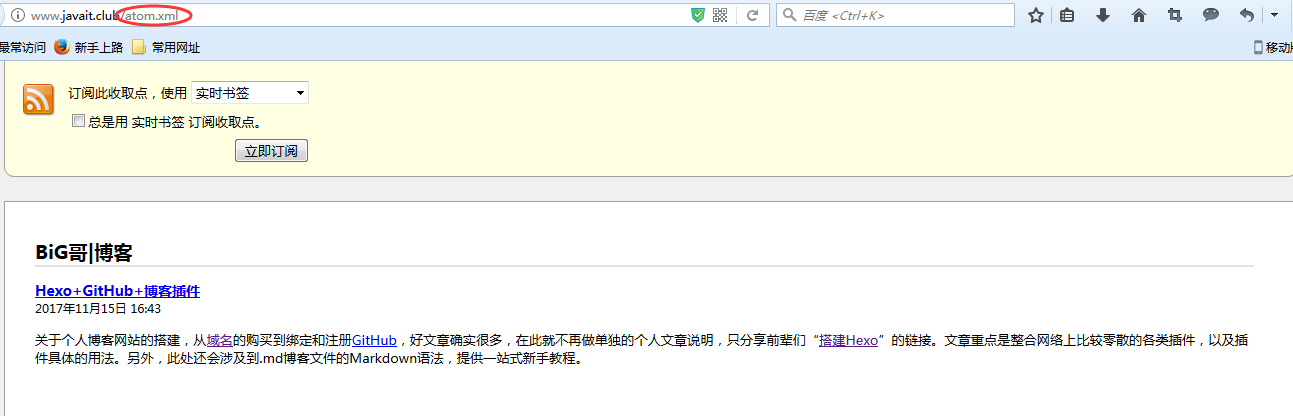 www.javait.club/atom.xml
百度 <Ctrl+K>
最常访问 新手上路 常用网址 移动版
订阅此收取点，使用 实时书签
总是用 实时书签 订阅收取点。
立即订阅
BiG哥|博客
Hexo+GitHub+博客插件
2017年11月15日 16:43
关于个人博客网站的搭建，从域名的购买到绑定和注册GitHub，好文章确实很多，在此就不再做单独的个人文章说明，只分享前辈们“搭建Hexo”的链接。文章重点是整合网络上比较零散的各类插件，以及插
件具体的用法。另外，此处还会涉及到.md博客文件的Markdown语法，提供一站式新手教程。